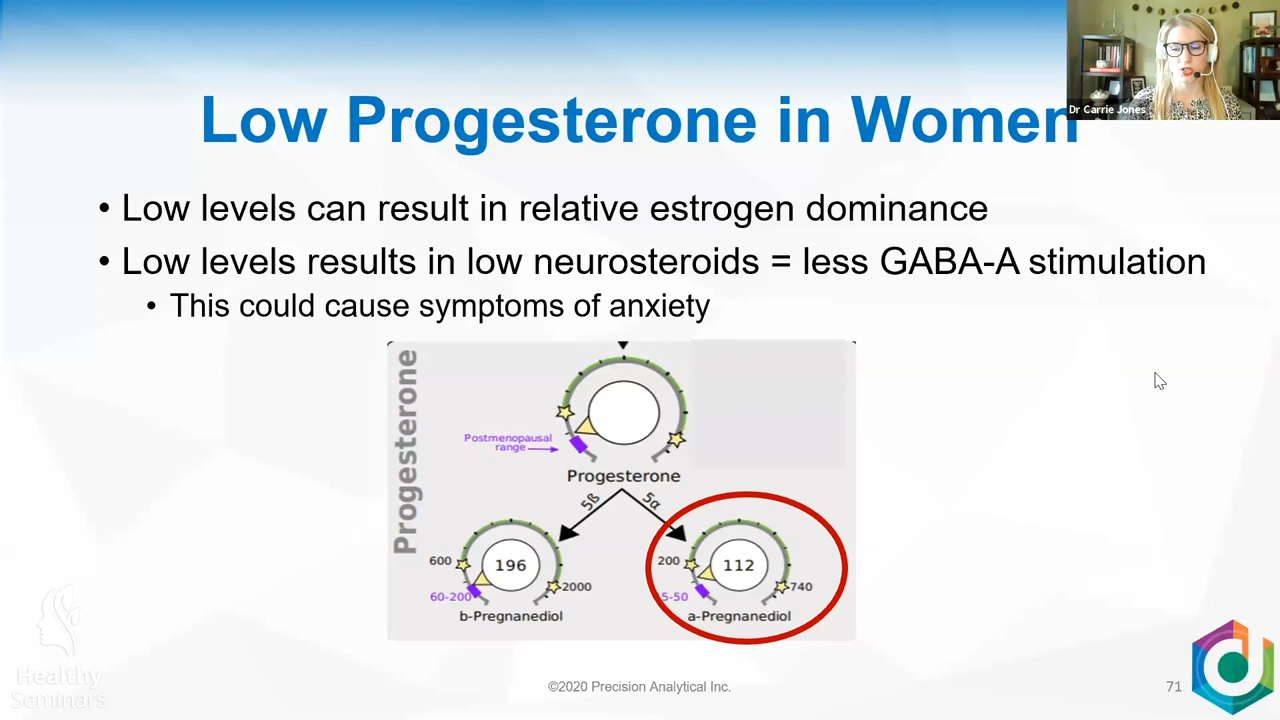 Dr Carrie Jones
Low Progesterone in Women
• Low levels can result in relative estrogen dominance
• Low levels results in low neurosteroids = less GABA-A stimulation
• This could cause symptoms of anxiety
Progesterone
Postmenopausal
range
Progesterone
5ß
5α
600
196
2000
60-200
b-Pregnanediol
200
112
740
5-50
a-Pregnanediol
Healthy
Seminars
©2020 Precision Analytical Inc.
71